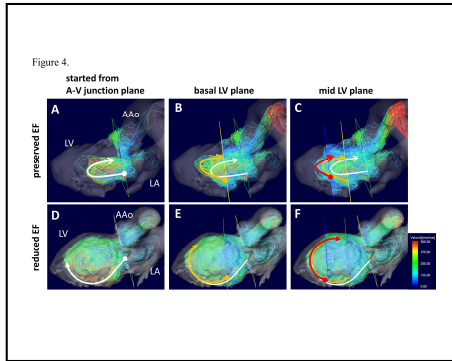 Figure 4.
started from
A-V junction plane
basal LV plane
mid LV plane
preserved EF
A
AAo
LV
LA
B
C
reduced EF
D
AAo
LV
LA
E
F